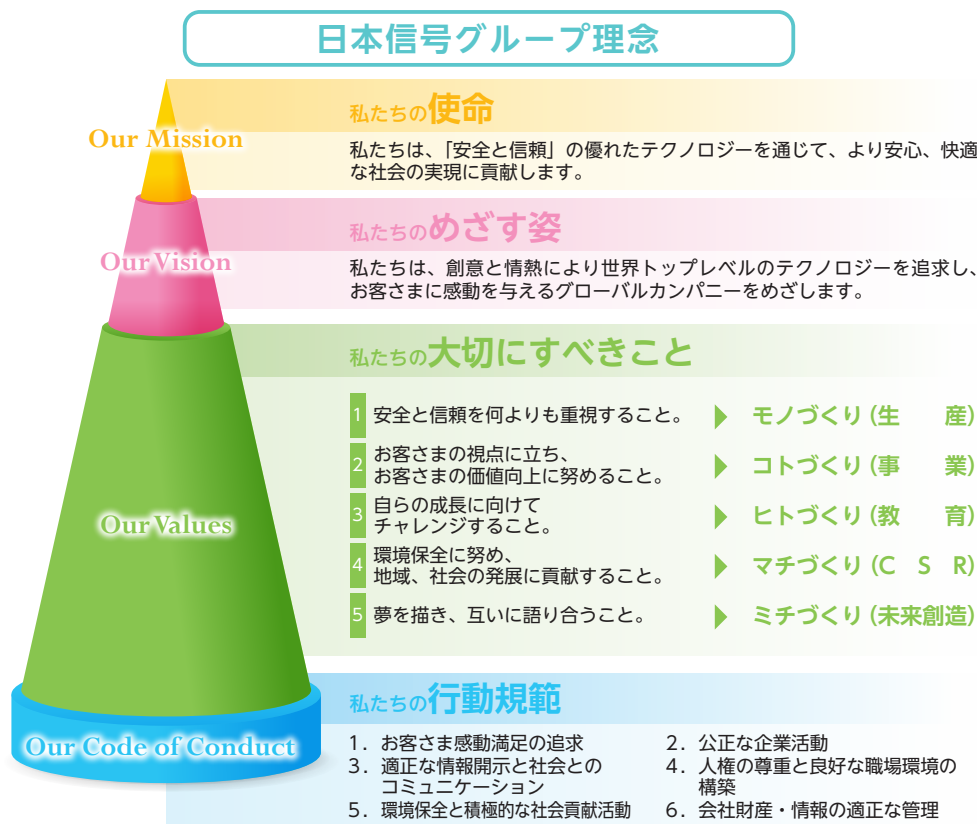 日本信号グループ理念
Our Mission
私たちの使命
私たちは、「安全と信頼」の優れたテクノロジーを通じて、より安心、快適
な社会の実現に貢献します。
Our Vision
私たちのめざす姿
私たちは、創意と情熱により世界トップレベルのテクノロジーを追求し、
お客さまに感動を与えるグローバルカンパニーをめざします。
Our Values
私たちの大切にすべきこと
1 安全と信頼を何よりも重視すること。 ▶ モノづくり(生　産)
2 お客さまの視点に立ち、
お客さまの価値向上に努めること。 ▶ コトづくり(事　業)
3 自らの成長に向けて
チャレンジすること。 ▶ ヒトづくり(教　育)
4 環境保全に努め、
地域、社会の発展に貢献すること。 ▶ マチづくり(C S R)
5 夢を描き、互いに語り合うこと。 ▶ ミチづくり(未来創造)
Our Code of Conduct
私たちの行動規範
1. お客さま感動満足の追求
2. 公正な企業活動
3. 適正な情報開示と社会との
コミュニケーション
4. 人権の尊重と良好な職場環境の
構築
5. 環境保全と積極的な社会貢献活動
6. 会社財産・情報の適正な管理